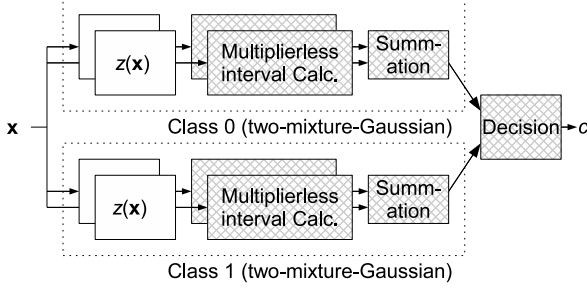 z(x)
Multiplierless
interval Calc.
Summ-
ation
Class 0 (two-mixture-Gaussian)
x
Decision
c
z(x)
Multiplierless
interval Calc.
Summ-
ation
Class 1 (two-mixture-Gaussian)